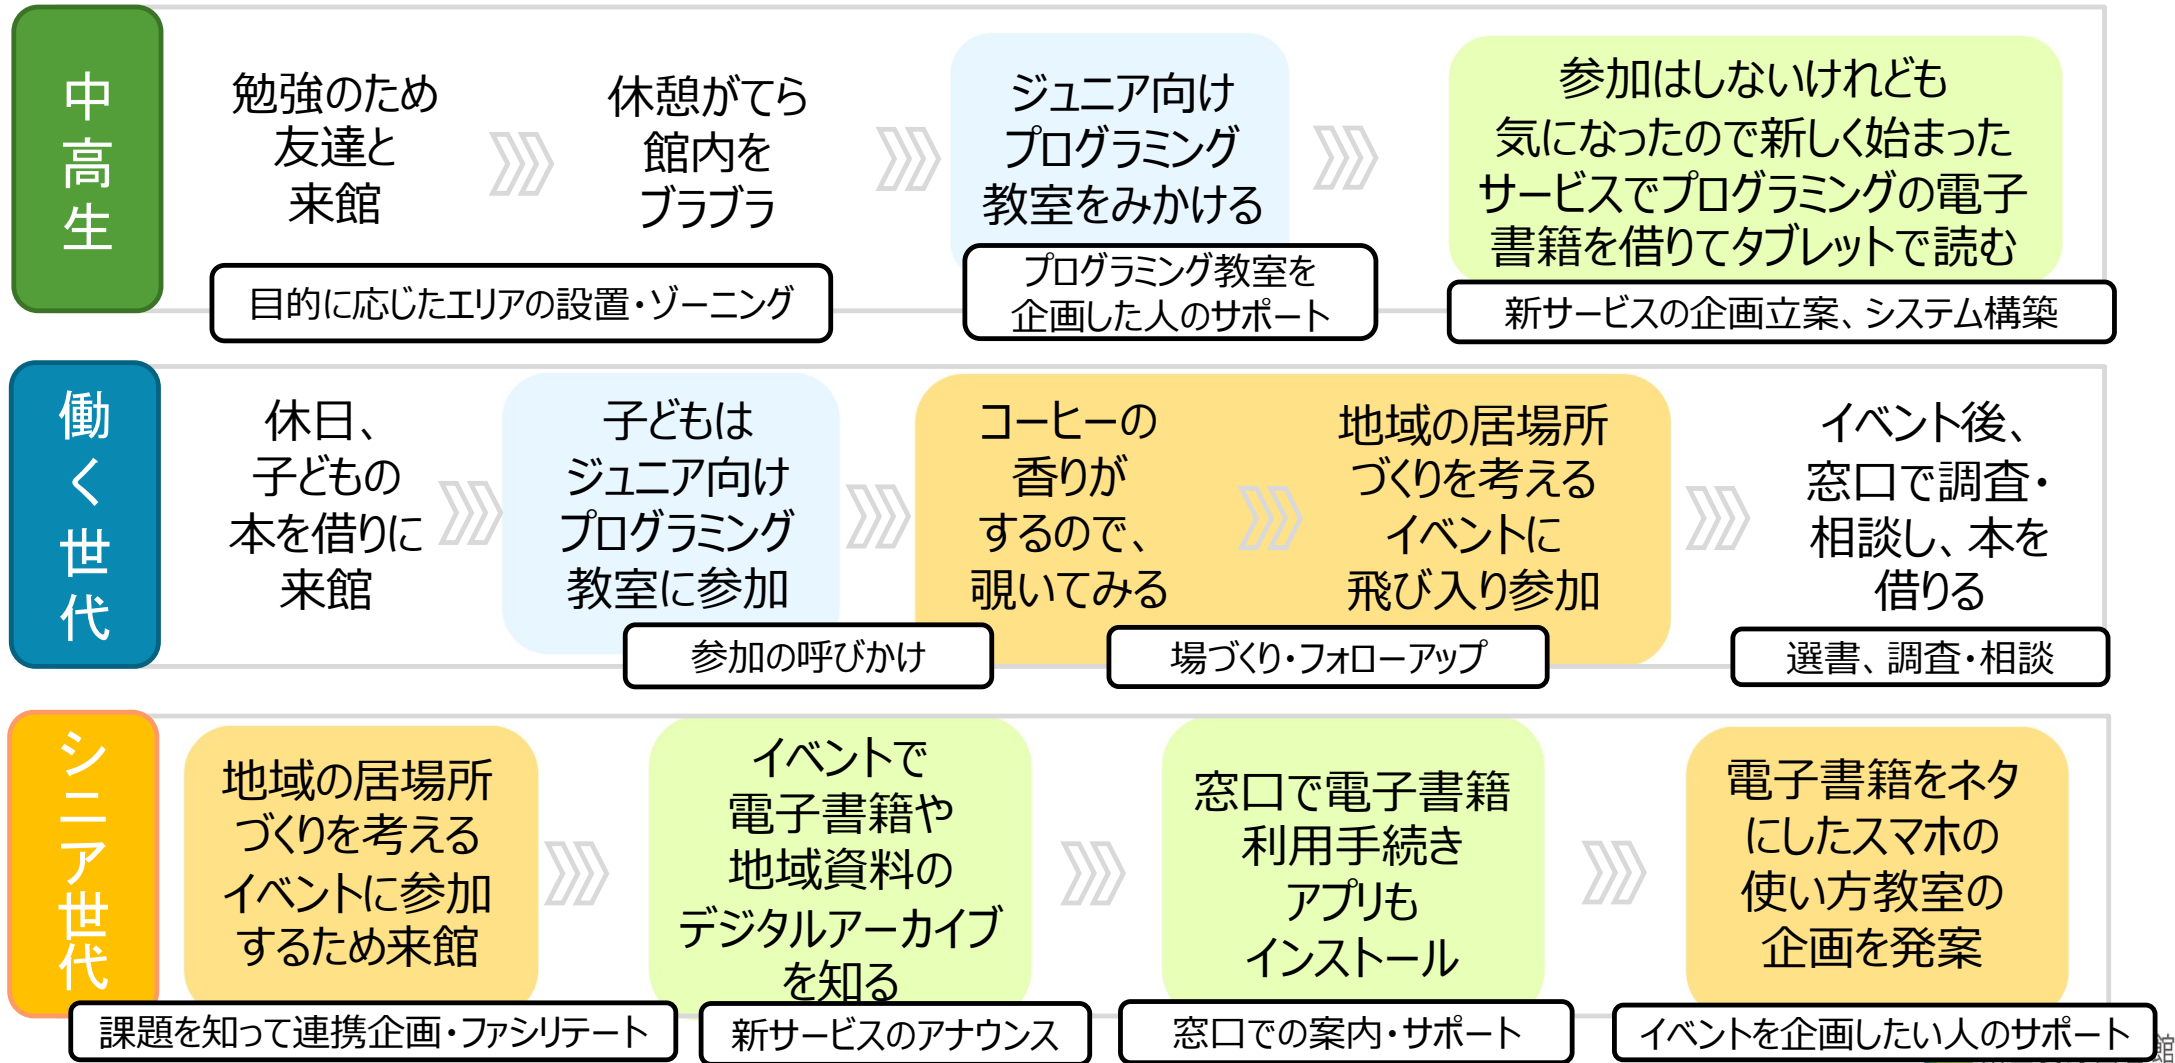 中高生
勉強のため
友達と
来館
休憩がてら
館内を
ブラブラ
ジュニア向け
プログラミング
教室をみかける
参加はしないけれども
気になったので新しく始まった
サービスでプログラミングの電子
書籍を借りてタブレットで読む
目的に応じたエリアの設置・ゾーニング
プログラミング教室を
企画した人のサポート
新サービスの企画立案、システム構築
働く世代
休日、
子どもの
本を借りに
来館
子どもは
ジュニア向け
プログラミング
教室に参加
コーヒーの
香りが
するので、
覗いてみる
地域の居場所
づくりを考える
イベントに
飛び入り参加
イベント後、
窓口で調査・
相談し、本を
借りる
参加の呼びかけ
場づくり・フォローアップ
選書、調査・相談
シニア世代
地域の居場所
づくりを考える
イベントに参加
するため来館
イベントで
電子書籍や
地域資料の
デジタルアーカイブ
を知る
窓口で電子書籍
利用手続き
アプリも
インストール
電子書籍をネタ
にしたスマホの
使い方教室の
企画を発案
課題を知って連携企画・ファシリテート
新サービスのアナウンス
窓口での案内・サポート
イベントを企画したい人のサポート
館